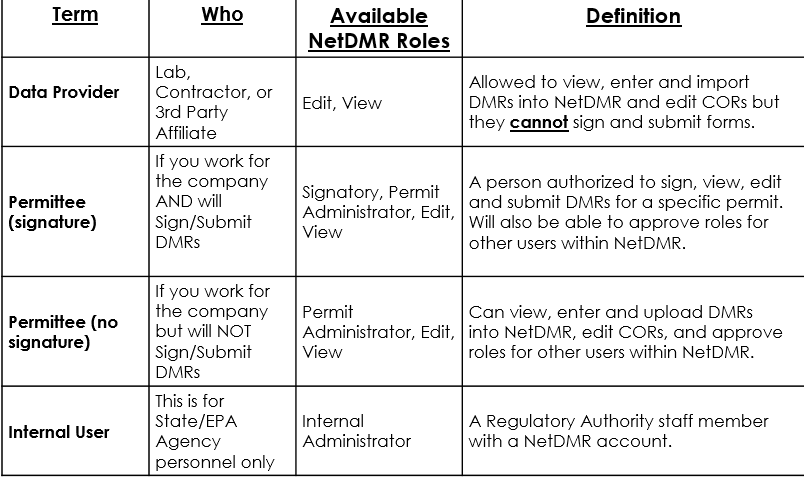 Term
Who
Available
NetDMR Roles
Definition
Data Provider
Lab,
Contractor, or
3rd Party
Affiliate
Edit, View
Allowed to view, enter and import
DMRs into NetDMR and edit CORs but
they cannot sign and submit forms.
Permittee
(signature)
If you work for
the company
AND will
Sign/Submit
DMRs
Signatory, Permit
Administrator, Edit,
View
A person authorized to sign, view, edit
and submit DMRs for a specific permit.
Will also be able to approve roles for
other users within NetDMR.
Permittee (no
signature)
If you work for
the company
but will NOT
Sign/Submit
DMRs
Permit
Administrator, Edit,
View
Can view, enter and upload DMRs
into NetDMR, edit CORs, and approve
roles for other users within NetDMR.
Internal User
This is for
State/EPA
Agency
personnel only
Internal
Administrator
A Regulatory Authority staff member
with a NetDMR account.